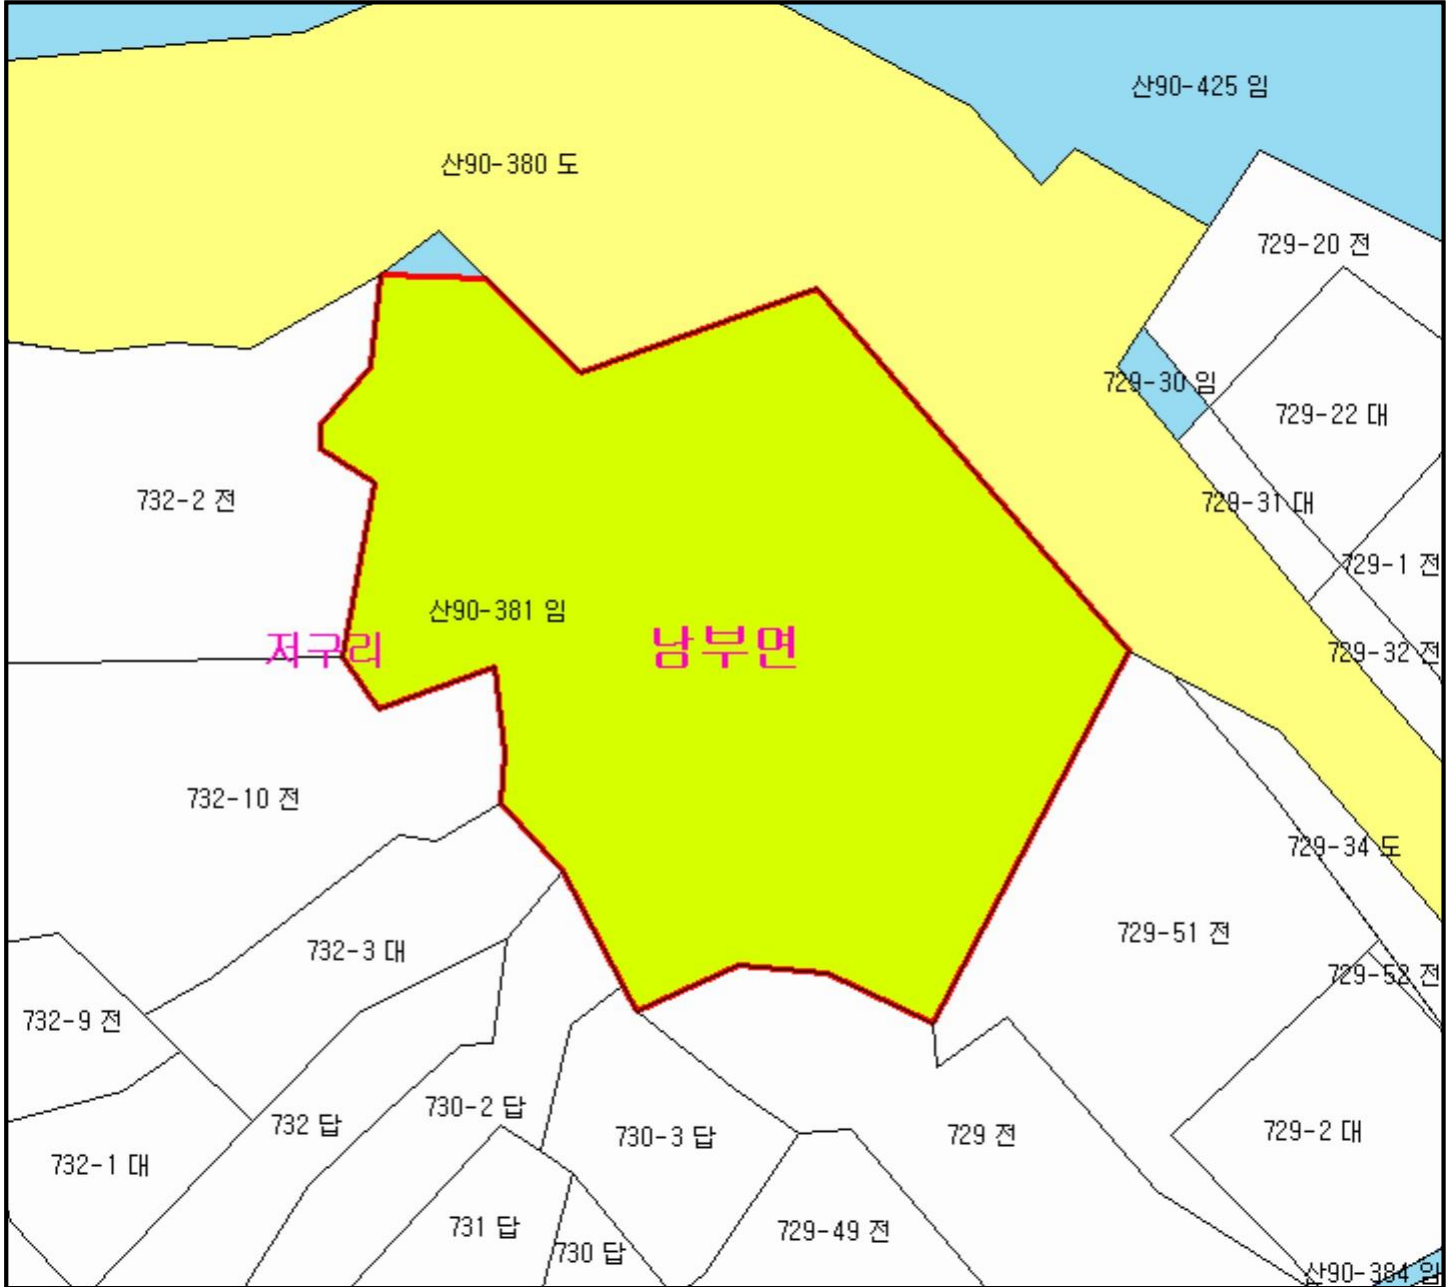 산90-425 임
산90-380 도
729-20 전
729-30 임
729-22 대
732-2 전
729-31 대
729-1 전
산90-381 임
저구리
남부면
729-32 전
732-10 전
729-34 도
729-51 전
732-3 대
729-52 전
732-9 전
730-2 답
732 답
730-3 답
729 전
729-2 대
732-1 대
731 답
729-49 전
730 답
산90-384 임